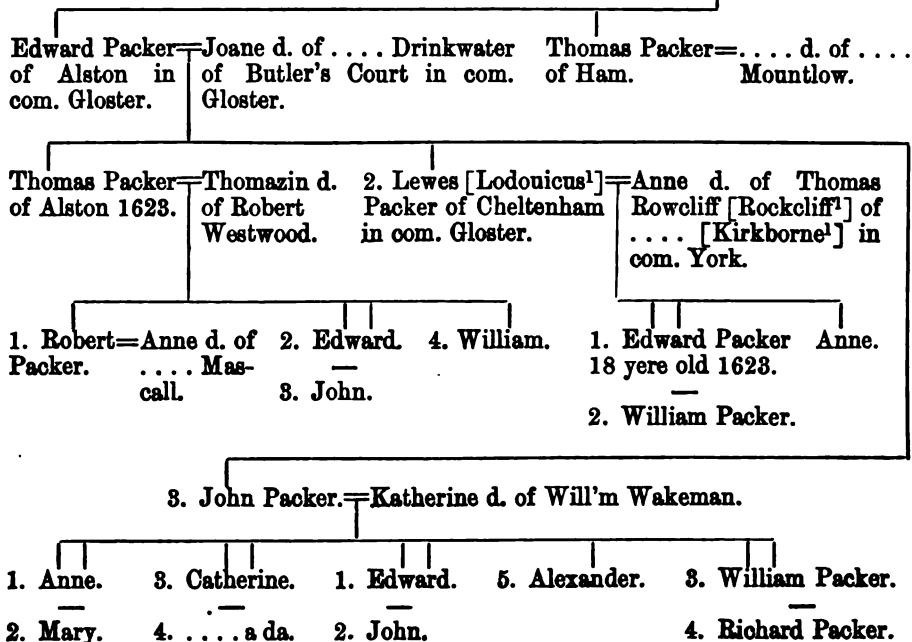 Edward Packer=Joane d. of .... Drinkwater
of Alston in of Butler's Court in com.
com. Gloster. Gloster.
Thomas Packer=.... d. of ....
of Ham. Mountlow.
Thomas Packer=Thomazin d.
of Alston 1623. of Robert
Westwood.
2. Lewes [Lodouicus¹]=Anne d. of Thomas
Packer of Cheltenham Rowcliff [Rockcliff¹] of
in com. Gloster. .... [Kirkborne¹] in
com. York.
1. Robert=Anne d. of
Packer. .... Mas-
call.
2. Edward.
3. John.
4. William.
1. Edward Packer
18 yere old 1623.
2. William Packer.
Anne.
3. John Packer.=Katherine d. of Will'm Wakeman.
1. Anne.
2. Mary.
3. Catherine.
4. .... a da.
1. Edward.
2. John.
5. Alexander.
3. William Packer.
4. Richard Packer.